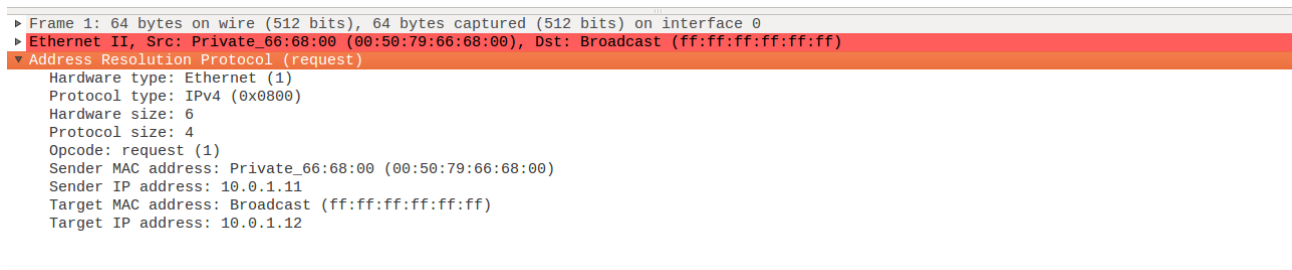 Frame 1: 64 bytes on wire (512 bits), 64 bytes captured (512 bits) on interface 0
Ethernet II, Src: Private_66:68:00 (00:50:79:66:68:00), Dst: Broadcast (ff:ff:ff:ff:ff:ff)
Address Resolution Protocol (request)
Hardware type: Ethernet (1)
Protocol type: IPv4 (0x0800)
Hardware size: 6
Protocol size: 4
Opcode: request (1)
Sender MAC address: Private_66:68:00 (00:50:79:66:68:00)
Sender IP address: 10.0.1.11
Target MAC address: Broadcast (ff:ff:ff:ff:ff:ff)
Target IP address: 10.0.1.12